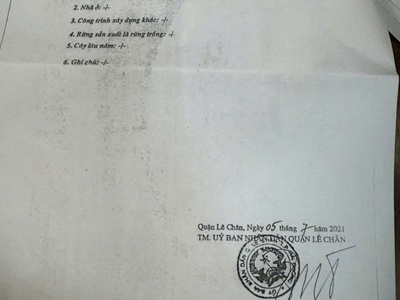 2. Nhà ở: -/-
3. Công trình xây dựng khác: -/-
4. Rừng sản xuất là rừng trồng: -/-
5. Cây lâu năm: -/-
6. Ghi chú: -/-
Quận Lê Chân, Ngày 05 tháng 7 năm 2021
TM. UỶ BAN NHÂN DÂN QUẬN LÊ CHÂN